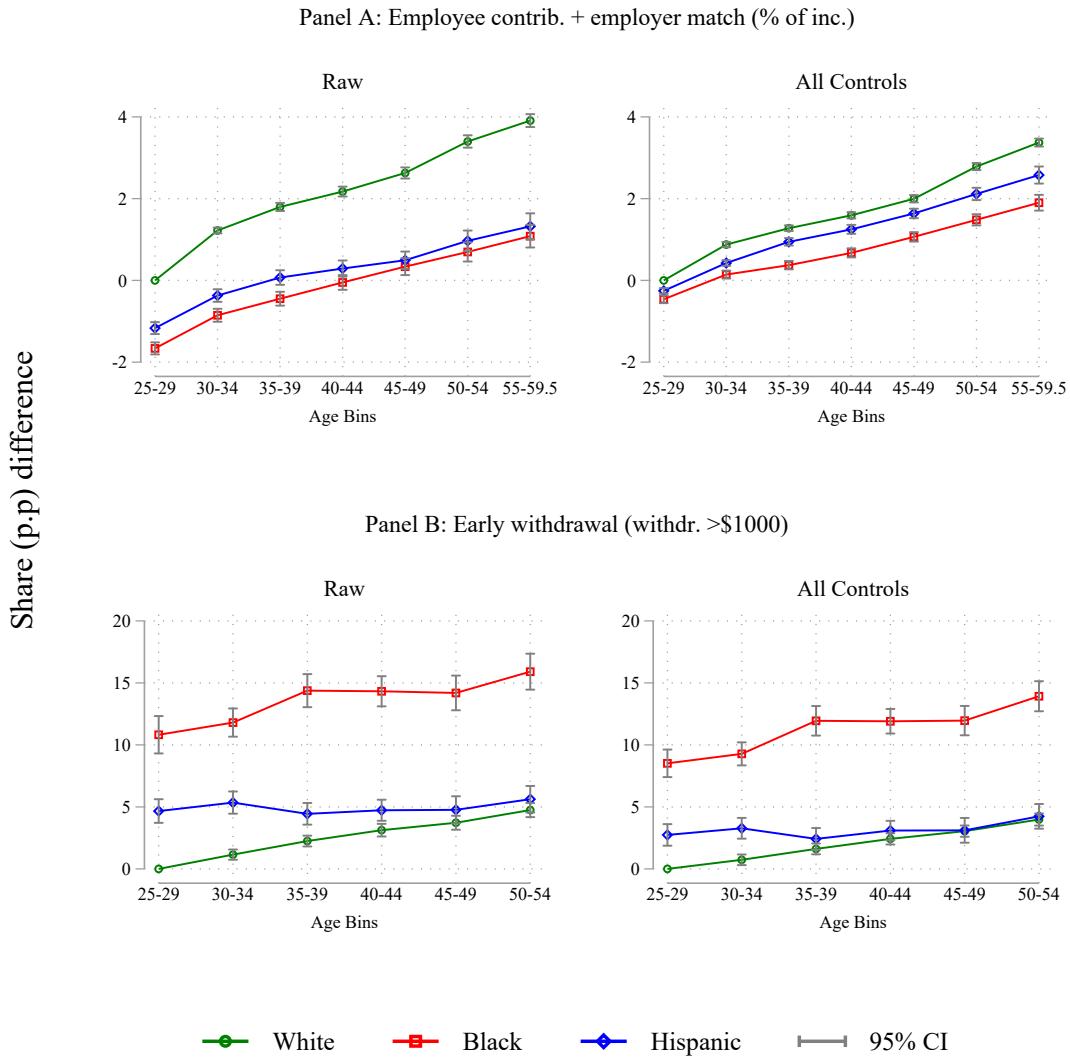 Panel A: Employee contrib. + employer match (% of inc.)
Raw
4
2
0
-2
25-29 30-34 35-39 40-44 45-49 50-54 55-59.5
Age Bins
All Controls
4
2
0
-2
25-29 30-34 35-39 40-44 45-49 50-54 55-59.5
Age Bins
Share (p.p) difference
Panel B: Early withdrawal (withdr. >$1000)
Raw
20
15
10
5
0
25-29 30-34 35-39 40-44 45-49 50-54
Age Bins
All Controls
20
15
10
5
0
25-29 30-34 35-39 40-44 45-49 50-54
Age Bins
White Black Hispanic 95% CI